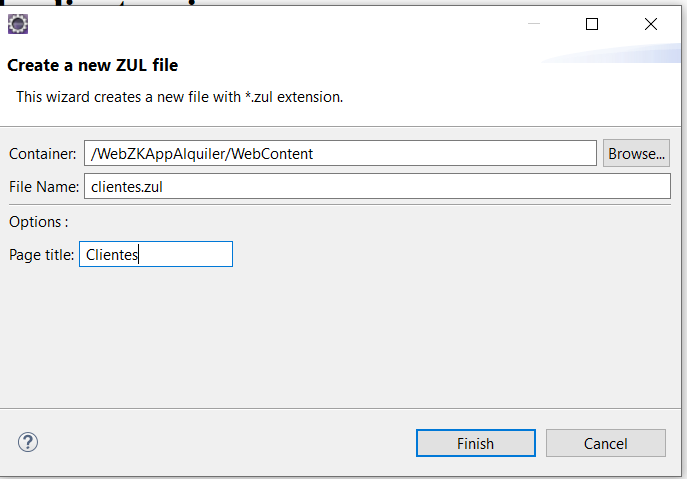 Create a new ZUL file
This wizard creates a new file with *.zul extension.
Container: /WebZKAppAlquiler/WebContent Browse...
File Name: clientes.zul
Options :
Page title: Clientes
? Finish Cancel